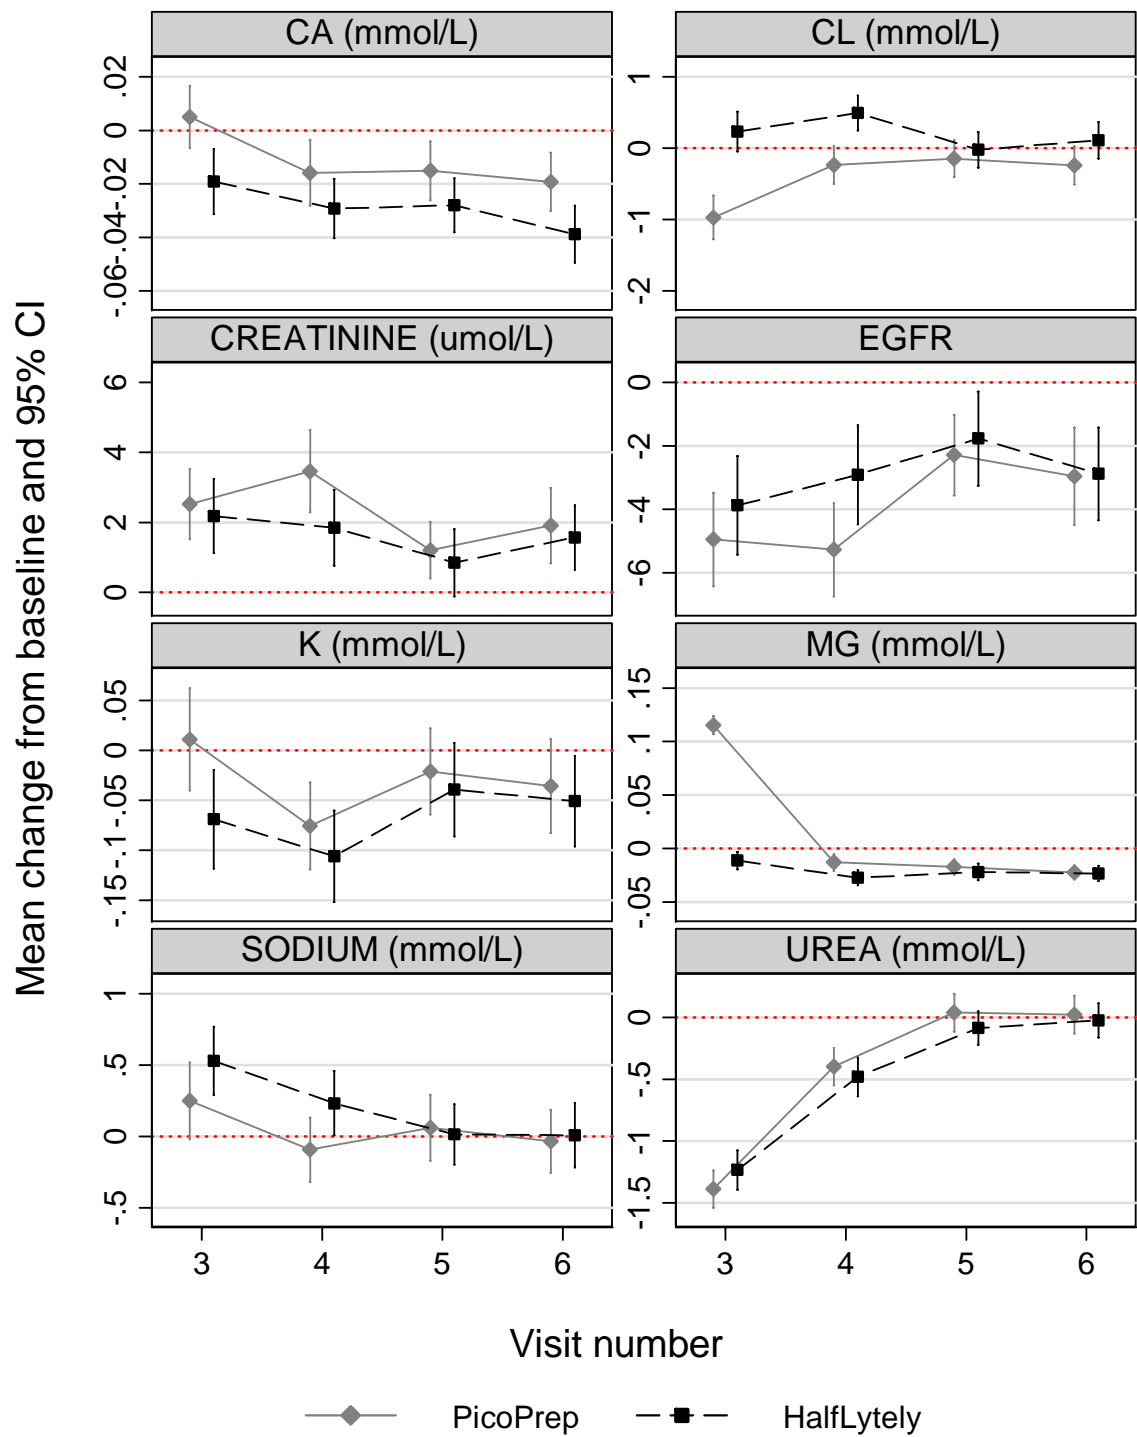 Mean change from baseline and 95% CI
CA (mmol/L)
.02
0
-.02
-.04
-.06
CL (mmol/L)
1
0
-1
-2
CREATININE (umol/L)
6
4
2
0
EGFR
0
-2
-4
-6
K (mmol/L)
.05
0
-.05
-.1
-.15
MG (mmol/L)
.15
.1
.05
0
-.05
SODIUM (mmol/L)
1
.5
0
-.5
UREA (mmol/L)
0
-.5
-1
-1.5
3 4 5 6
3 4 5 6
Visit number
PicoPrep HalfLytely